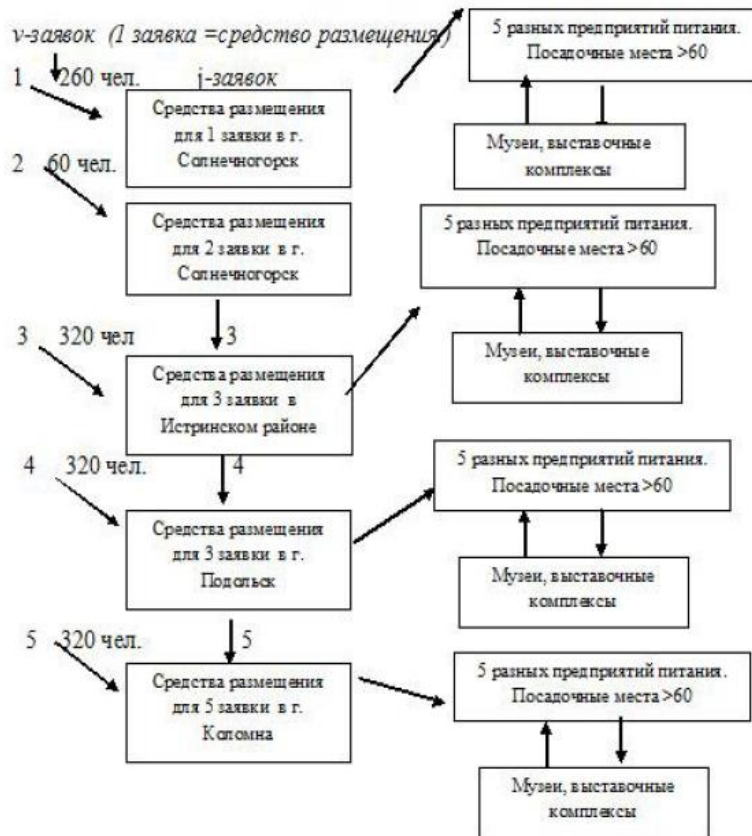 v-заявок (1 заявка =средство размещения )
1 260 чел. j-заявок
Средства размещения
для 1 заявки в г.
Солнечногорск
5 разных предприятий питания.
Посадочные места >60
Музеи, выставочные
комплексы
2 60 чел.
Средства размещения
для 2 заявки в г.
Солнечногорск
5 разных предприятий питания.
Посадочные места >60
Музеи, выставочные
комплексы
3 320 чел 3
Средства размещения
для 3 заявки в
Истринском районе
4 320 чел. 4
Средства размещения
для 3 заявки в г.
Подольск
5 разных предприятий питания.
Посадочные места >60
Музеи, выставочные
комплексы
5 320 чел. 5
Средства размещения
для 5 заявки в г.
Коломна
5 разных предприятий питания.
Посадочные места >60
Музеи, выставочные
комплексы